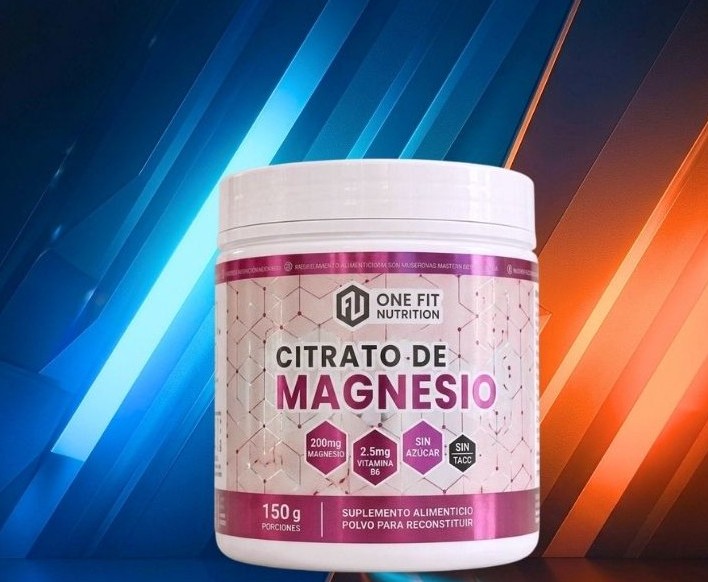 ONE FIT
NUTRITION
CITRATO DE
MAGNESIO
200mg
MAGNESIO
2.5mg
VITAMINA
B6
SIN
AZÚCAR
SIN
TACC
150 g
PORCIONES
SUPLEMENTO ALIMENTICIO
POLVO PARA RECONSTITUIR